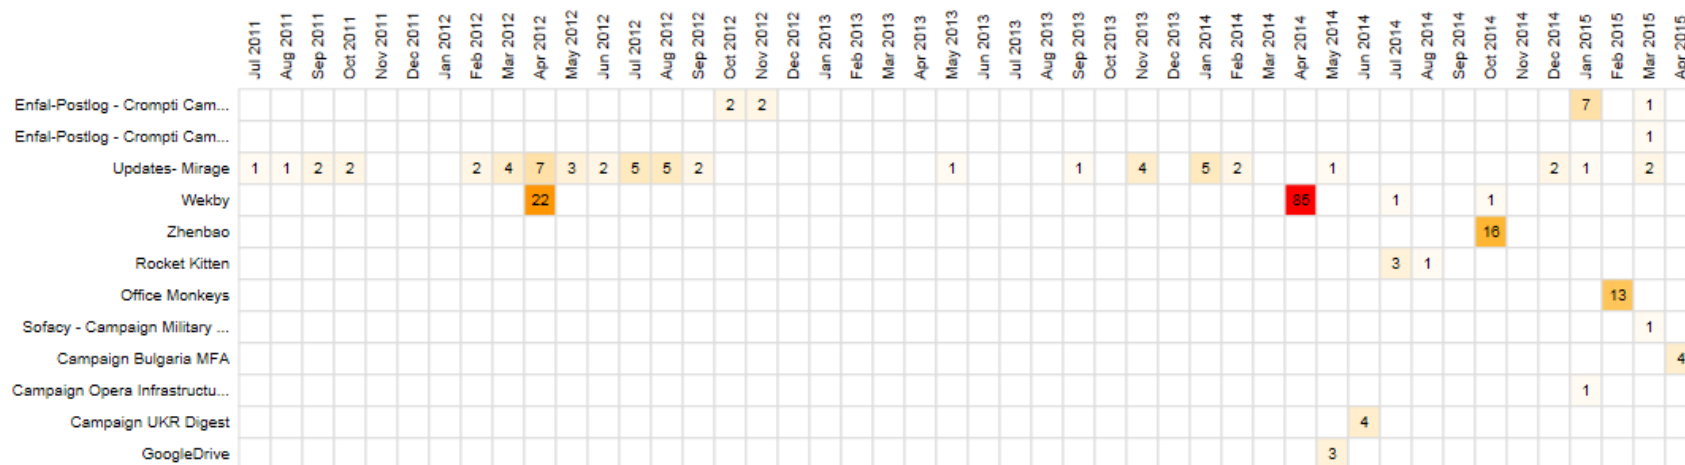 Jul 2011 Aug 2011 Sep 2011 Oct 2011 Nov 2011 Dec 2011 Jan 2012 Feb 2012 Mar 2012 Apr 2012 May 2012 Jun 2012 Jul 2012 Aug 2012 Sep 2012 Oct 2012 Nov 2012 Dec 2012 Jan 2013 Feb 2013 Mar 2013 Apr 2013 May 2013 Jun 2013 Jul 2013 Aug 2013 Sep 2013 Oct 2013 Nov 2013 Dec 2013 Jan 2014 Feb 2014 Mar 2014 Apr 2014 May 2014 Jun 2014 Jul 2014 Aug 2014 Sep 2014 Oct 2014 Nov 2014 Dec 2014 Jan 2015 Feb 2015 Mar 2015 Apr 2015
Enfal-Postlog - Crompti Cam... 2 2 7 1
Enfal-Postlog - Crompti Cam... 1
Updates- Mirage 1 1 2 2 2 4 7 3 2 5 5 2 1 1 4 5 2 1 2 1 2
Wekby 22 85 1 1
Zhenbao 16
Rocket Kitten 3 1
Office Monkeys 13
Sofacy - Campaign Military ... 1
Campaign Bulgaria MFA 4
Campaign Opera Infrastructu... 1
Campaign UKR Digest 4
GoogleDrive 3